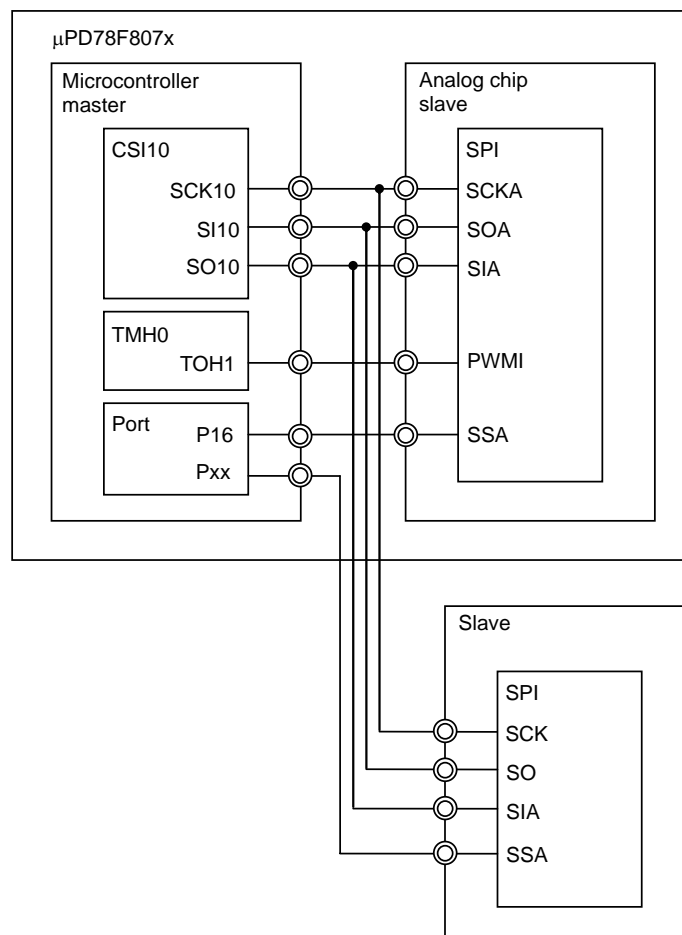 μPD78F807x
Microcontroller
master
CSI10
SCK10
SI10
SO10
TMH0
TOH1
Port
P16
Pxx
Analog chip
slave
SPI
SCKA
SOA
SIA
PWMI
SSA
Slave
SPI
SCK
SO
SIA
SSA